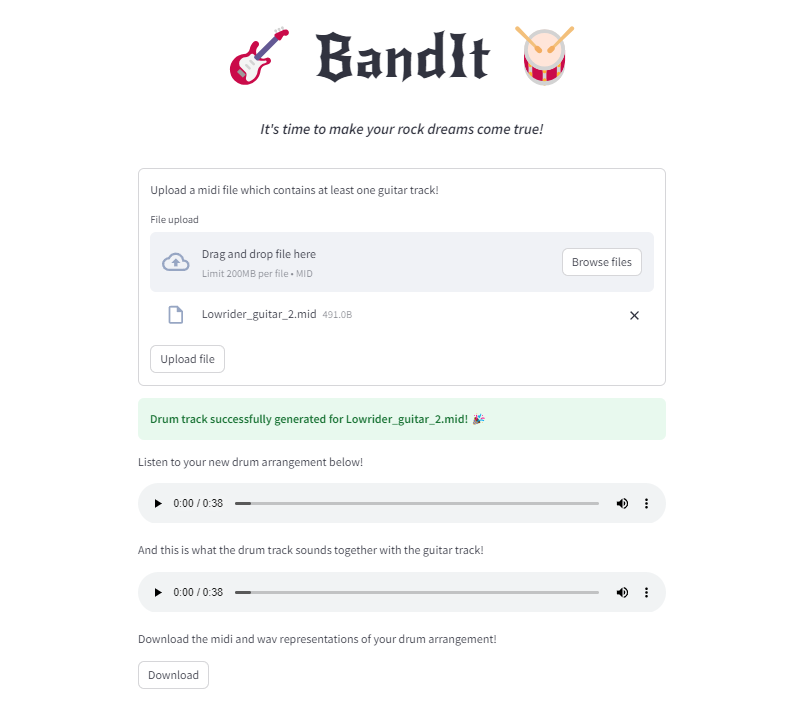 BandIt
It's time to make your rock dreams come true!
Upload a midi file which contains at least one guitar track!
File upload
Drag and drop file here
Limit 200MB per file • MID
Browse files
Lowrider_guitar_2.mid 491.0B
Upload file
Drum track successfully generated for Lowrider_guitar_2.mid! 🎉
Listen to your new drum arrangement below!
0:00 / 0:38
And this is what the drum track sounds together with the guitar track!
0:00 / 0:38
Download the midi and wav representations of your drum arrangement!
Download